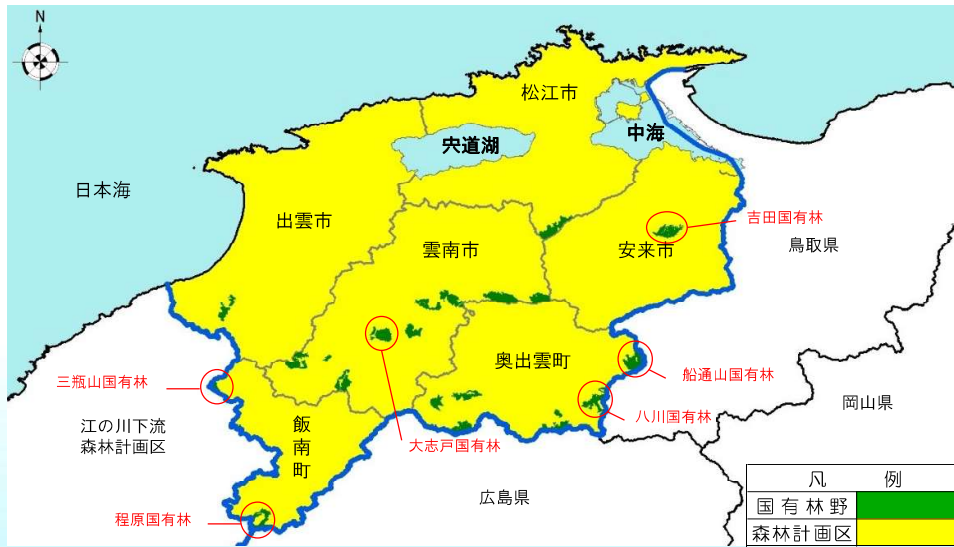 N
松江市
宍道湖
中海
日本海
出雲市
吉田国有林
鳥取県
雲南市
安来市
奥出雲町
船通山国有林
三瓶山国有林
八川国有林
岡山県
江の川下流
森林計画区
飯南町
大志戸国有林
広島県
程原国有林
凡 例
国有林野
森林計画区